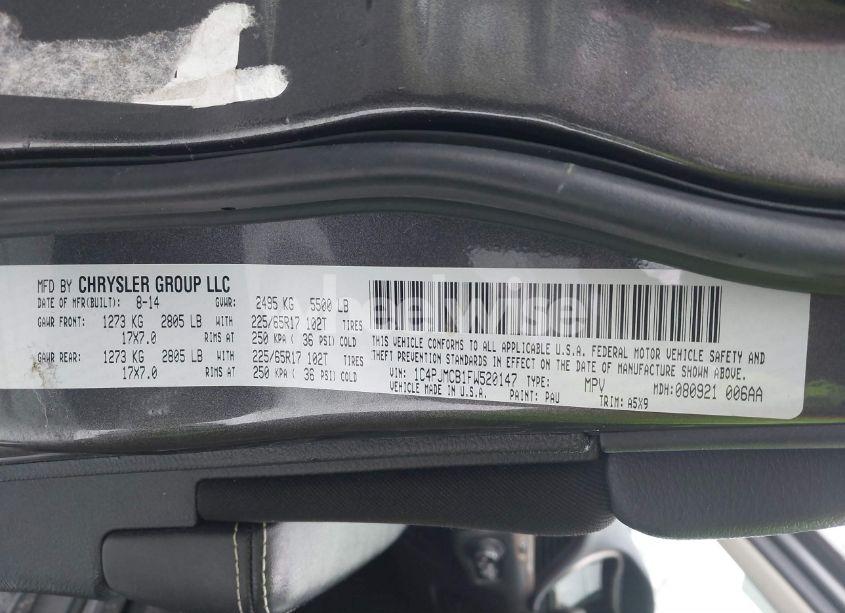 MFD BY CHRYSLER GROUP LLC
DATE OF MFR(BUILT): 8-14 GVWR: 2495 KG 5500 LB
GAWR FRONT: 1273 KG 2805 LB WITH 225/65R17 102T TIRES
17X7.0 RIMS AT 250 KPA ( 36 PSI) COLD
GAWR REAR: 1273 KG 2805 LB WITH 225/65R17 102T TIRES
17X7.0 RIMS AT 250 KPA ( 36 PSI) COLD
THIS VEHICLE CONFORMS TO ALL APPLICABLE U.S.A. FEDERAL MOTOR VEHICLE SAFETY AND
THEFT PREVENTION STANDARDS IN EFFECT ON THE DATE OF MANUFACTURE SHOWN ABOVE.
VIN: 1C4PJMCB1FW520147 TYPE: MPV MDH:080921 006AA
VEHICLE MADE IN U.S.A. PAINT: PAU TRIM: A5X9
wheelwise